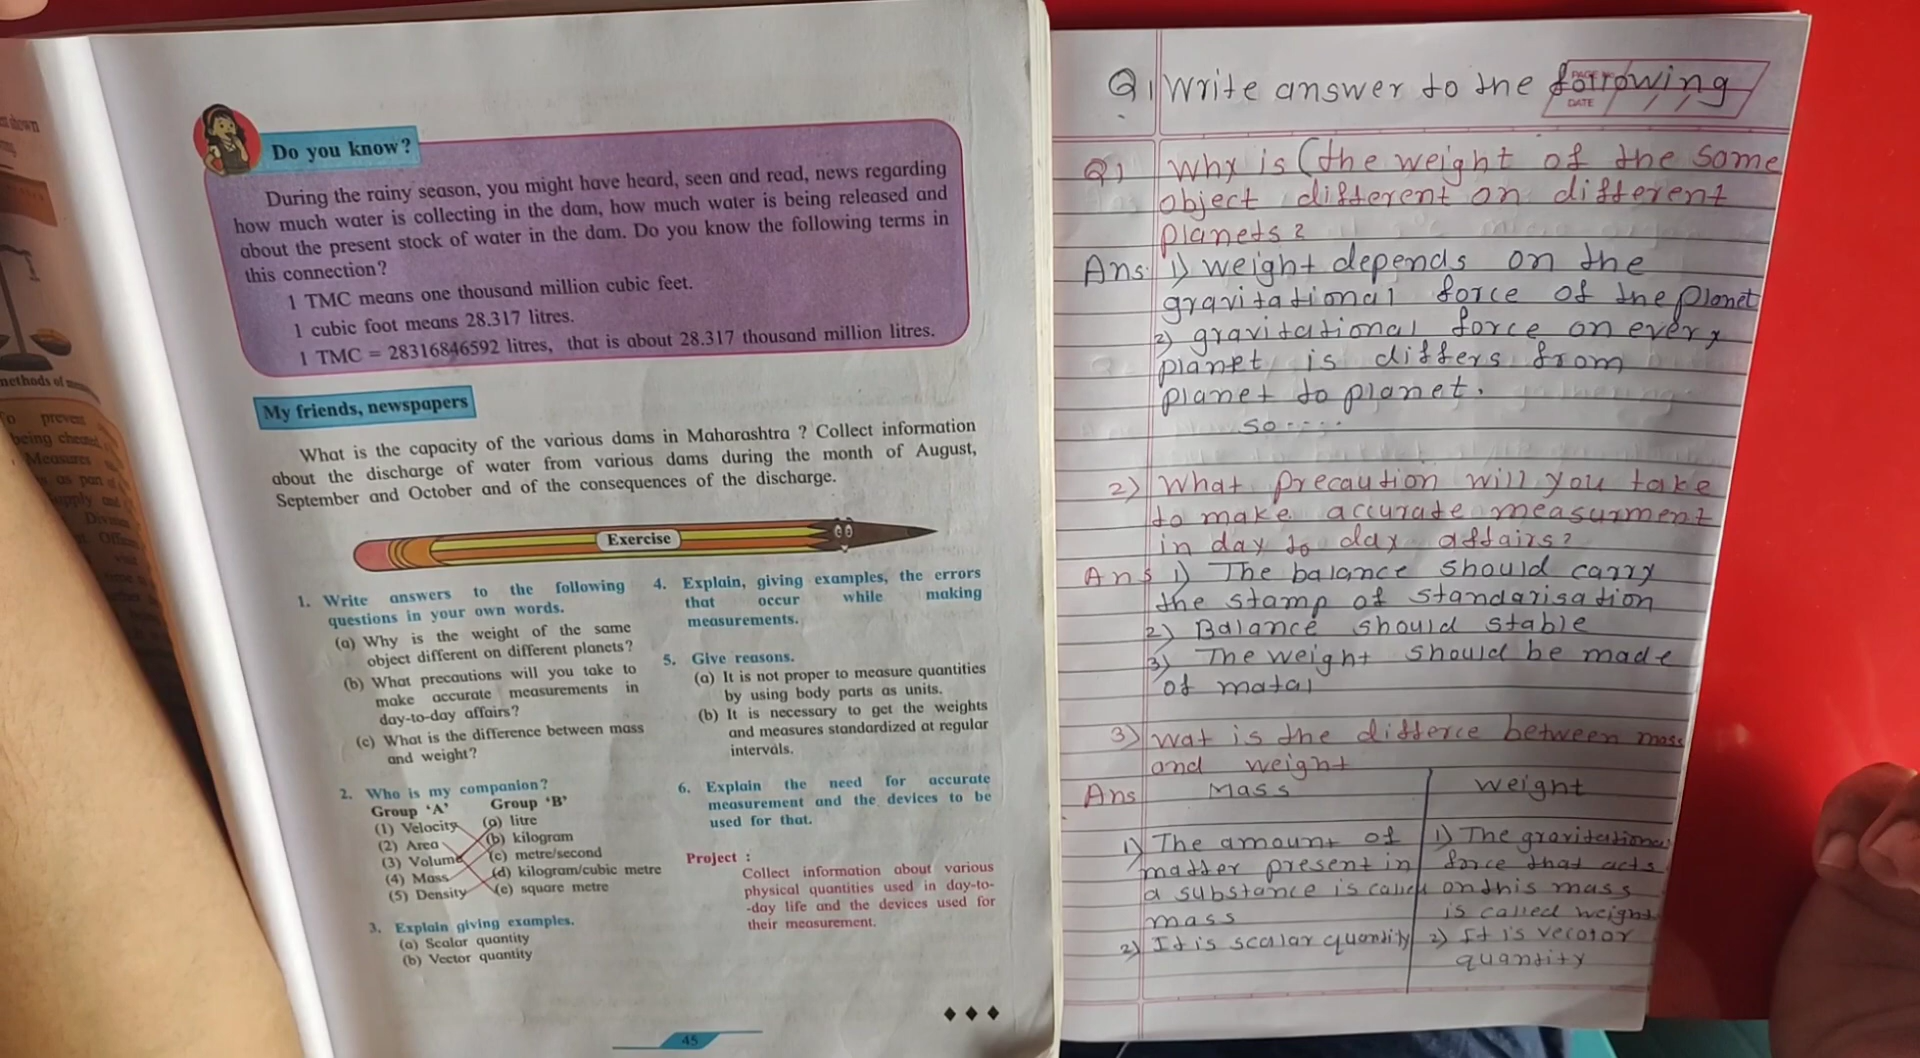 Do you know?
During the rainy season, you might have heard, seen and read, news regarding
how much water is collecting in the dam, how much water is being released and
about the present stock of water in the dam. Do you know the following terms in
this connection?
1 TMC means one thousand million cubic feet.
1 cubic foot means 28.317 litres.
1 TMC = 28316846592 litres, that is about 28.317 thousand million litres.
My friends, newspapers
What is the capacity of the various dams in Maharashtra ? Collect information
about the discharge of water from various dams during the month of August,
September and October and of the consequences of the discharge.
Exercise
1. Write answers to the following
questions in your own words.
(a) Why is the weight of the same
object different on different planets?
(b) What precautions will you take to
make accurate measurements in
day-to-day affairs?
(c) What is the difference between mass
and weight?
2. Who is my companion?
Group 'A' Group 'B'
(1) Velocity (a) litre
(2) Area (b) kilogram
(3) Volume (c) metre/second
(4) Mass (d) kilogram/cubic metre
(5) Density (e) square metre
3. Explain giving examples.
(a) Scalar quantity
(b) Vector quantity
4. Explain, giving examples, the errors
that occur while making
measurements.
5. Give reasons.
(a) It is not proper to measure quantities
by using body parts as units.
(b) It is necessary to get the weights
and measures standardized at regular
intervals.
6. Explain the need for accurate
measurement and the devices to be
used for that.
Project :
Collect information about various
physical quantities used in day-to-
-day life and the devices used for
their measurement.
45
Q1 Write answer to the following
PAGE
DATE
Q1 Why is (the weight of the same
object different on different
planets?
Ans. 1) weight depends on the
gravitational force of the planet
2) gravitational force on every
planet is differs from
planet to planet.
so....
2) What precaution will you take
to make accurate measurment
in day to day affairs?
Ans 1) The balance should carry
the stamp of standarisation
2) Balance should stable
3) The weight should be made
of matal
3) Wat is the differce between mass
and weight
Ans Mass weight
1) The amount of
matter present in
a substance is called
mass
2) It is scalar quantity
1) The gravitational
force that acts
on this mass
is called weight
2) It is vecotor
quantity